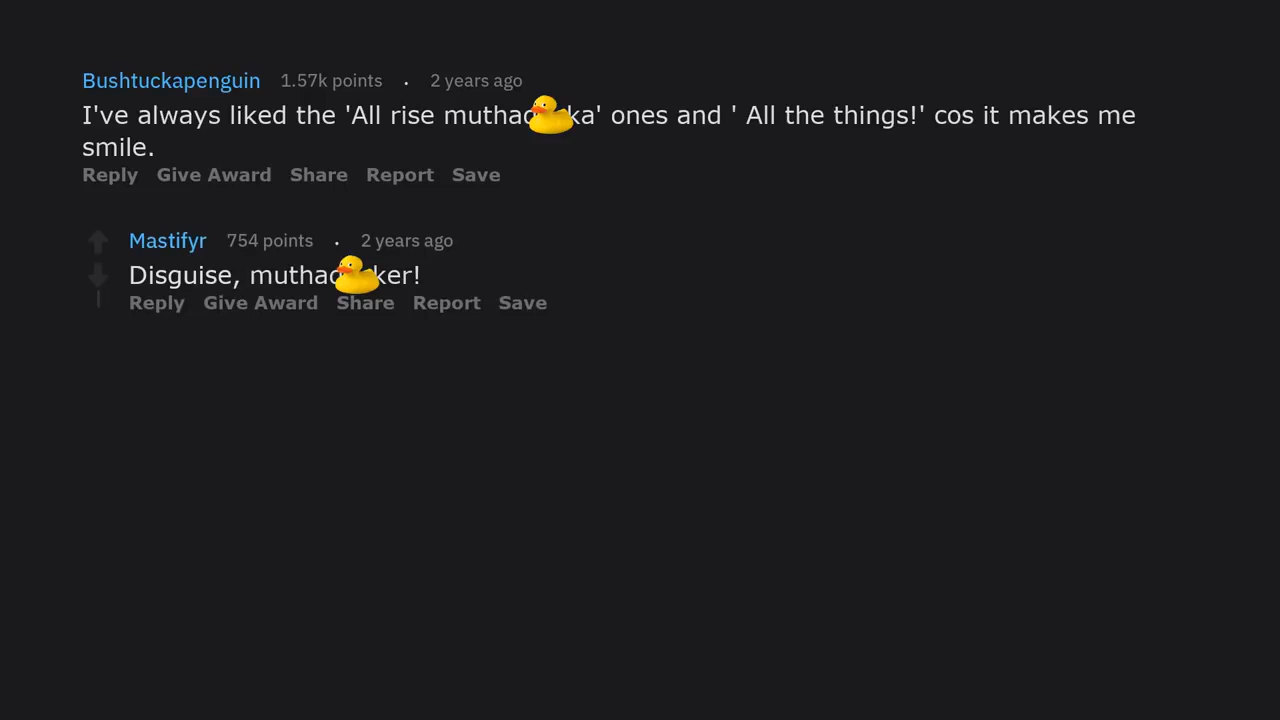 Bushtuckapenguin 1.57k points · 2 years ago
I've always liked the 'All rise muthad ka' ones and ' All the things!' cos it makes me
smile.
Reply Give Award Share Report Save
Mastifyr 754 points · 2 years ago
Disguise, muthad ker!
Reply Give Award Share Report Save